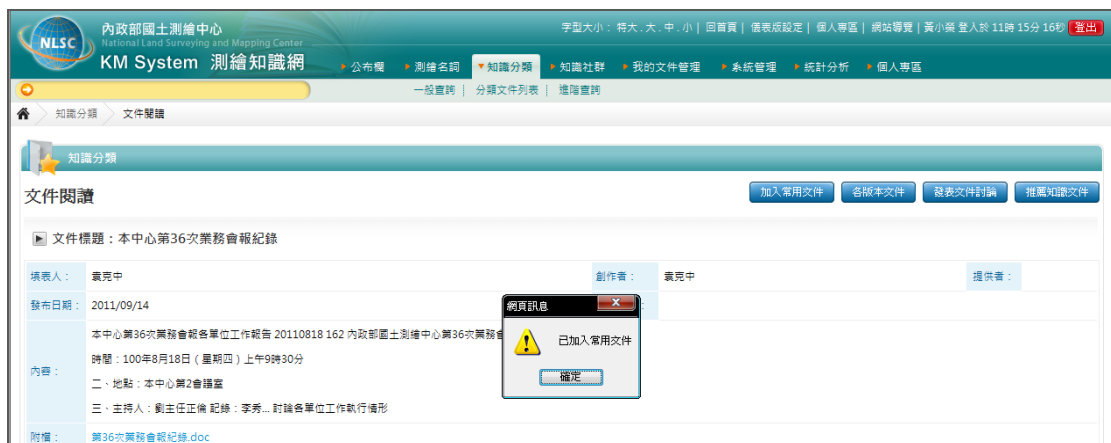 NLSC
內政部國土測繪中心
National Land Surveying and Mapping Center
KM System 測繪知識網
字型大小： 特大．大．中．小｜ 回首頁｜ 儀表版設定｜ 個人專區｜ 網站導覽｜黃小榮 登入於 11時 15分 16秒 登出
公布欄 測繪名詞 知識分類 知識社群 我的文件管理 系統管理 統計分析 個人專區
一般查詢｜ 分類文件列表｜ 進階查詢
知識分類 文件閱讀
知識分類
文件閱讀
加入常用文件 各版本文件 發表文件討論 推薦知識文件
文件標題：本中心第36次業務會報紀錄
填表人： 袁克中 創作者： 袁克中 提供者：
發布日期： 2011/09/14
網頁訊息
已加入常用文件
確定
內容：
本中心第36次業務會報各單位工作報告 20110818 162 內政部國土測繪中心第36次業務
時間：100年8月18日（星期四）上午9時30分
二、地點：本中心第2會議室
三、主持人：劉主任正倫 記錄：李秀... 討論各單位工作執行情形
附檔： 第36次業務會報紀錄.doc